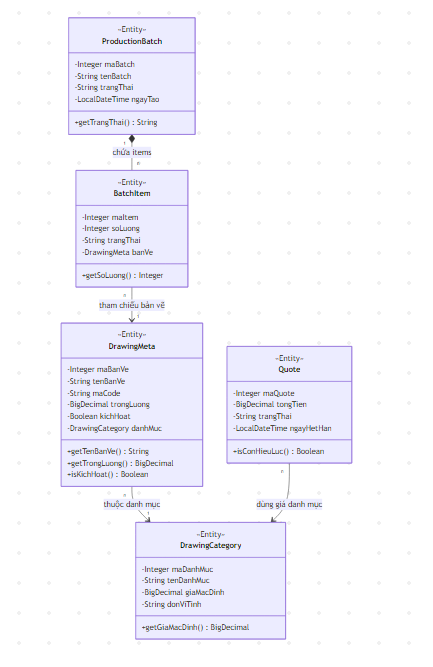 «Entity»
ProductionBatch
-Integer maBatch
-String tenBatch
-String trangThai
-LocalDateTime ngayTao
+getTrangThai() : String
1
chứa items
*
«Entity»
BatchItem
-Integer maItem
-Integer soLuong
-String trangThai
-DrawingMeta banVe
+getSoLuong() : Integer
*
tham chiếu bản vẽ
1
«Entity»
DrawingMeta
-Integer maBanVe
-String tenBanVe
-String maCode
-BigDecimal trongLuong
-Boolean kichHoat
-DrawingCategory danhMuc
+getTenBanVe() : String
+getTrongLuong() : BigDecimal
+isKichHoat() : Boolean
«Entity»
Quote
-Integer maQuote
-BigDecimal tongTien
-String trangThai
-LocalDateTime ngayHetHan
+isConHieuLuc() : Boolean
*
thuộc danh mục
1
*
dùng giá danh mục
«Entity»
DrawingCategory
-Integer maDanhMuc
-String tenDanhMuc
-BigDecimal giaMacDinh
-String donViTinh
+getGiaMacDinh() : BigDecimal